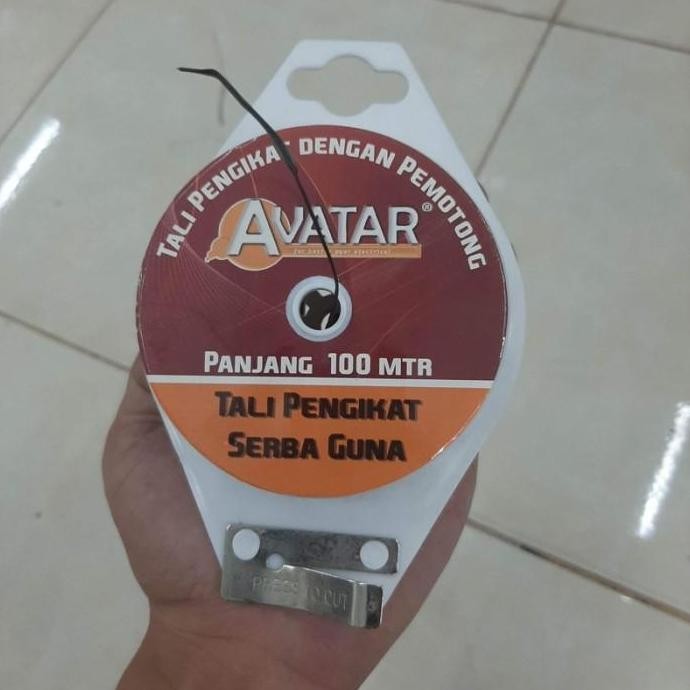 TALI PENGIKAT DENGAN PEMOTONG
AVATAR®
PANJANG 100 MTR
TALI PENGIKAT
SERBA GUNA
PRESS TO CUT